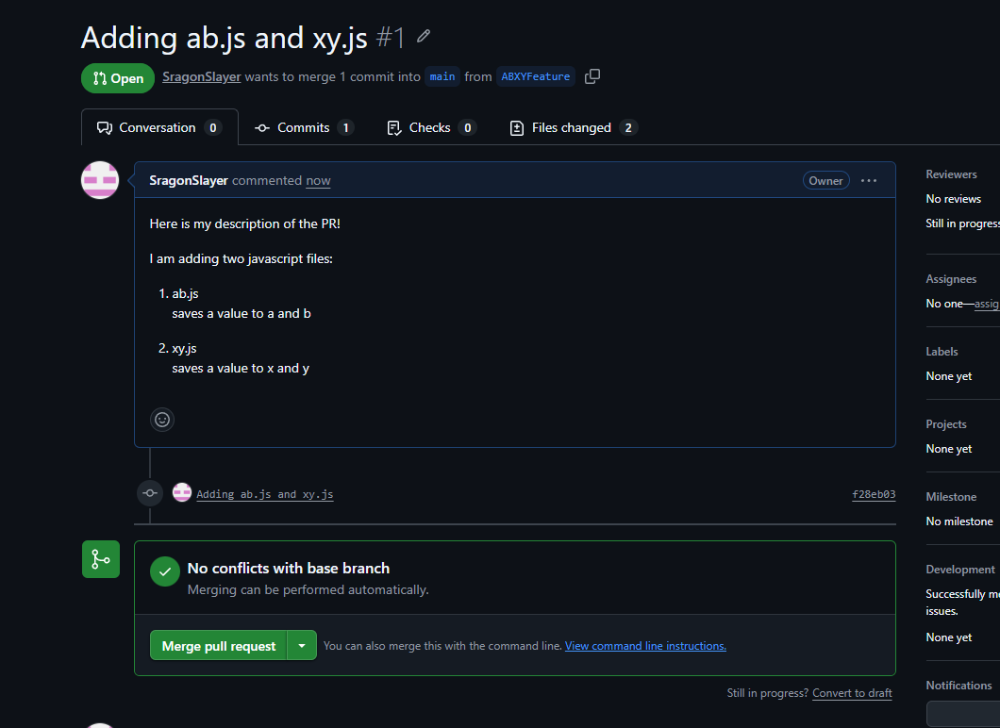 Adding ab.js and xy.js #1
Open SragonSlayer wants to merge 1 commit into main from ABXYFeature
Conversation 0 Commits 1 Checks 0 Files changed 2
SragonSlayer commented now Owner
Here is my description of the PR!
I am adding two javascript files:
1. ab.js
saves a value to a and b
2. xy.js
saves a value to x and y
Adding ab.js and xy.js f28eb03
No conflicts with base branch
Merging can be performed automatically.
Merge pull request You can also merge this with the command line. View command line instructions.
Still in progress? Convert to draft
Reviewers
No reviews
Still in progress
Assignees
No one—assig
Labels
None yet
Projects
None yet
Milestone
No milestone
Development
Successfully me
issues.
None yet
Notifications